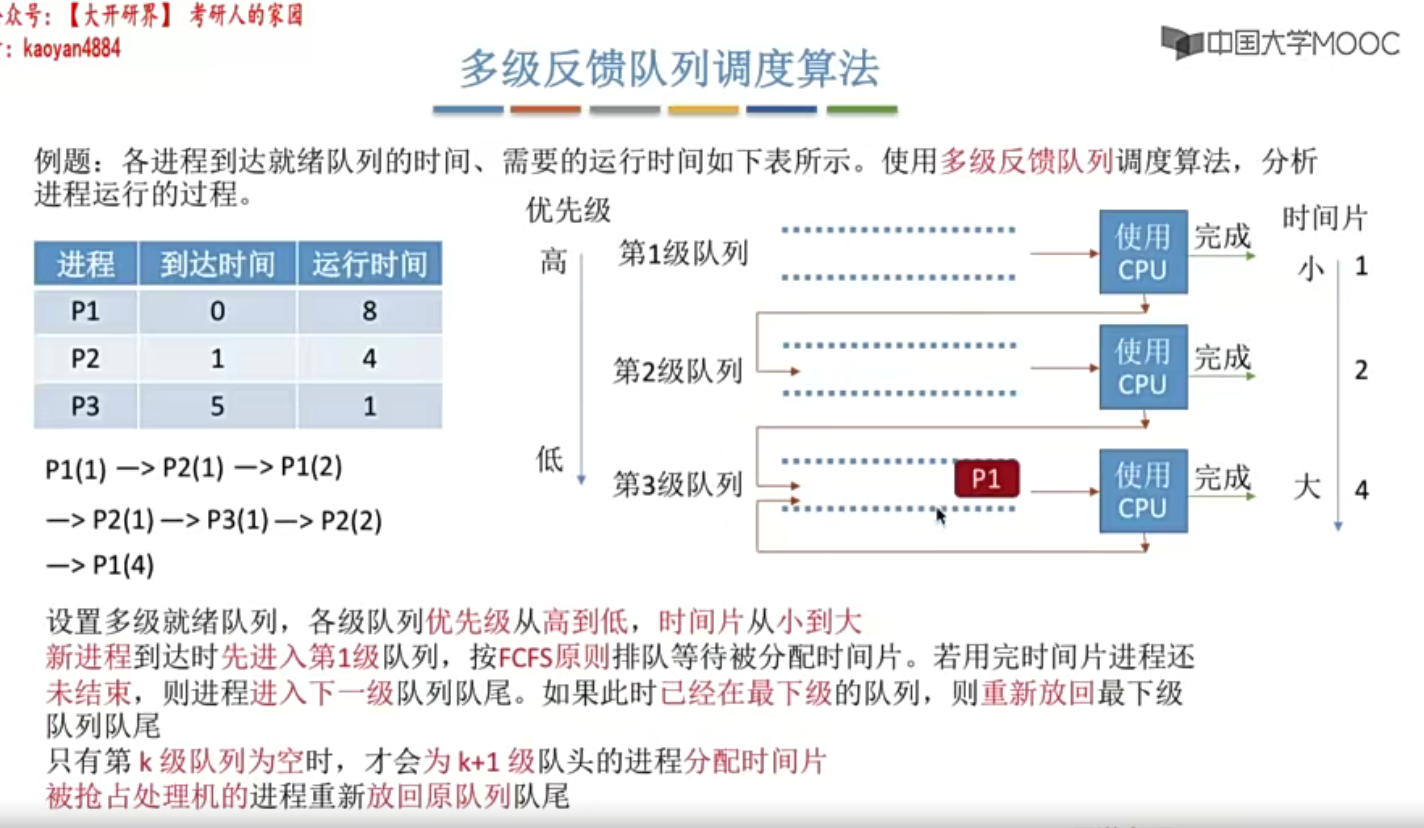 众号：【大开研界】 考研人的家园
：kaoyan4884
中国大学MOOC
多级反馈队列调度算法
例题：各进程到达就绪队列的时间、需要的运行时间如下表所示。使用多级反馈队列调度算法，分析
进程运行的过程。
进程 到达时间 运行时间
P1 0 8
P2 1 4
P3 5 1
P1(1) —> P2(1) —> P1(2)
—> P2(1) —> P3(1) —> P2(2)
—> P1(4)
优先级
高
低
第1级队列
使用
CPU
完成
第2级队列
使用
CPU
完成
第3级队列
P1
使用
CPU
完成
时间片
小 1
2
大 4
设置多级就绪队列，各级队列优先级从高到低，时间片从小到大
新进程到达时先进入第1级队列，按FCFS原则排队等待被分配时间片。若用完时间片进程还
未结束，则进程进入下一级队列队尾。如果此时已经在最下级的队列，则重新放回最下级
队列队尾
只有第 k 级队列为空时，才会为 k+1 级队头的进程分配时间片
被抢占处理机的进程重新放回原队列队尾